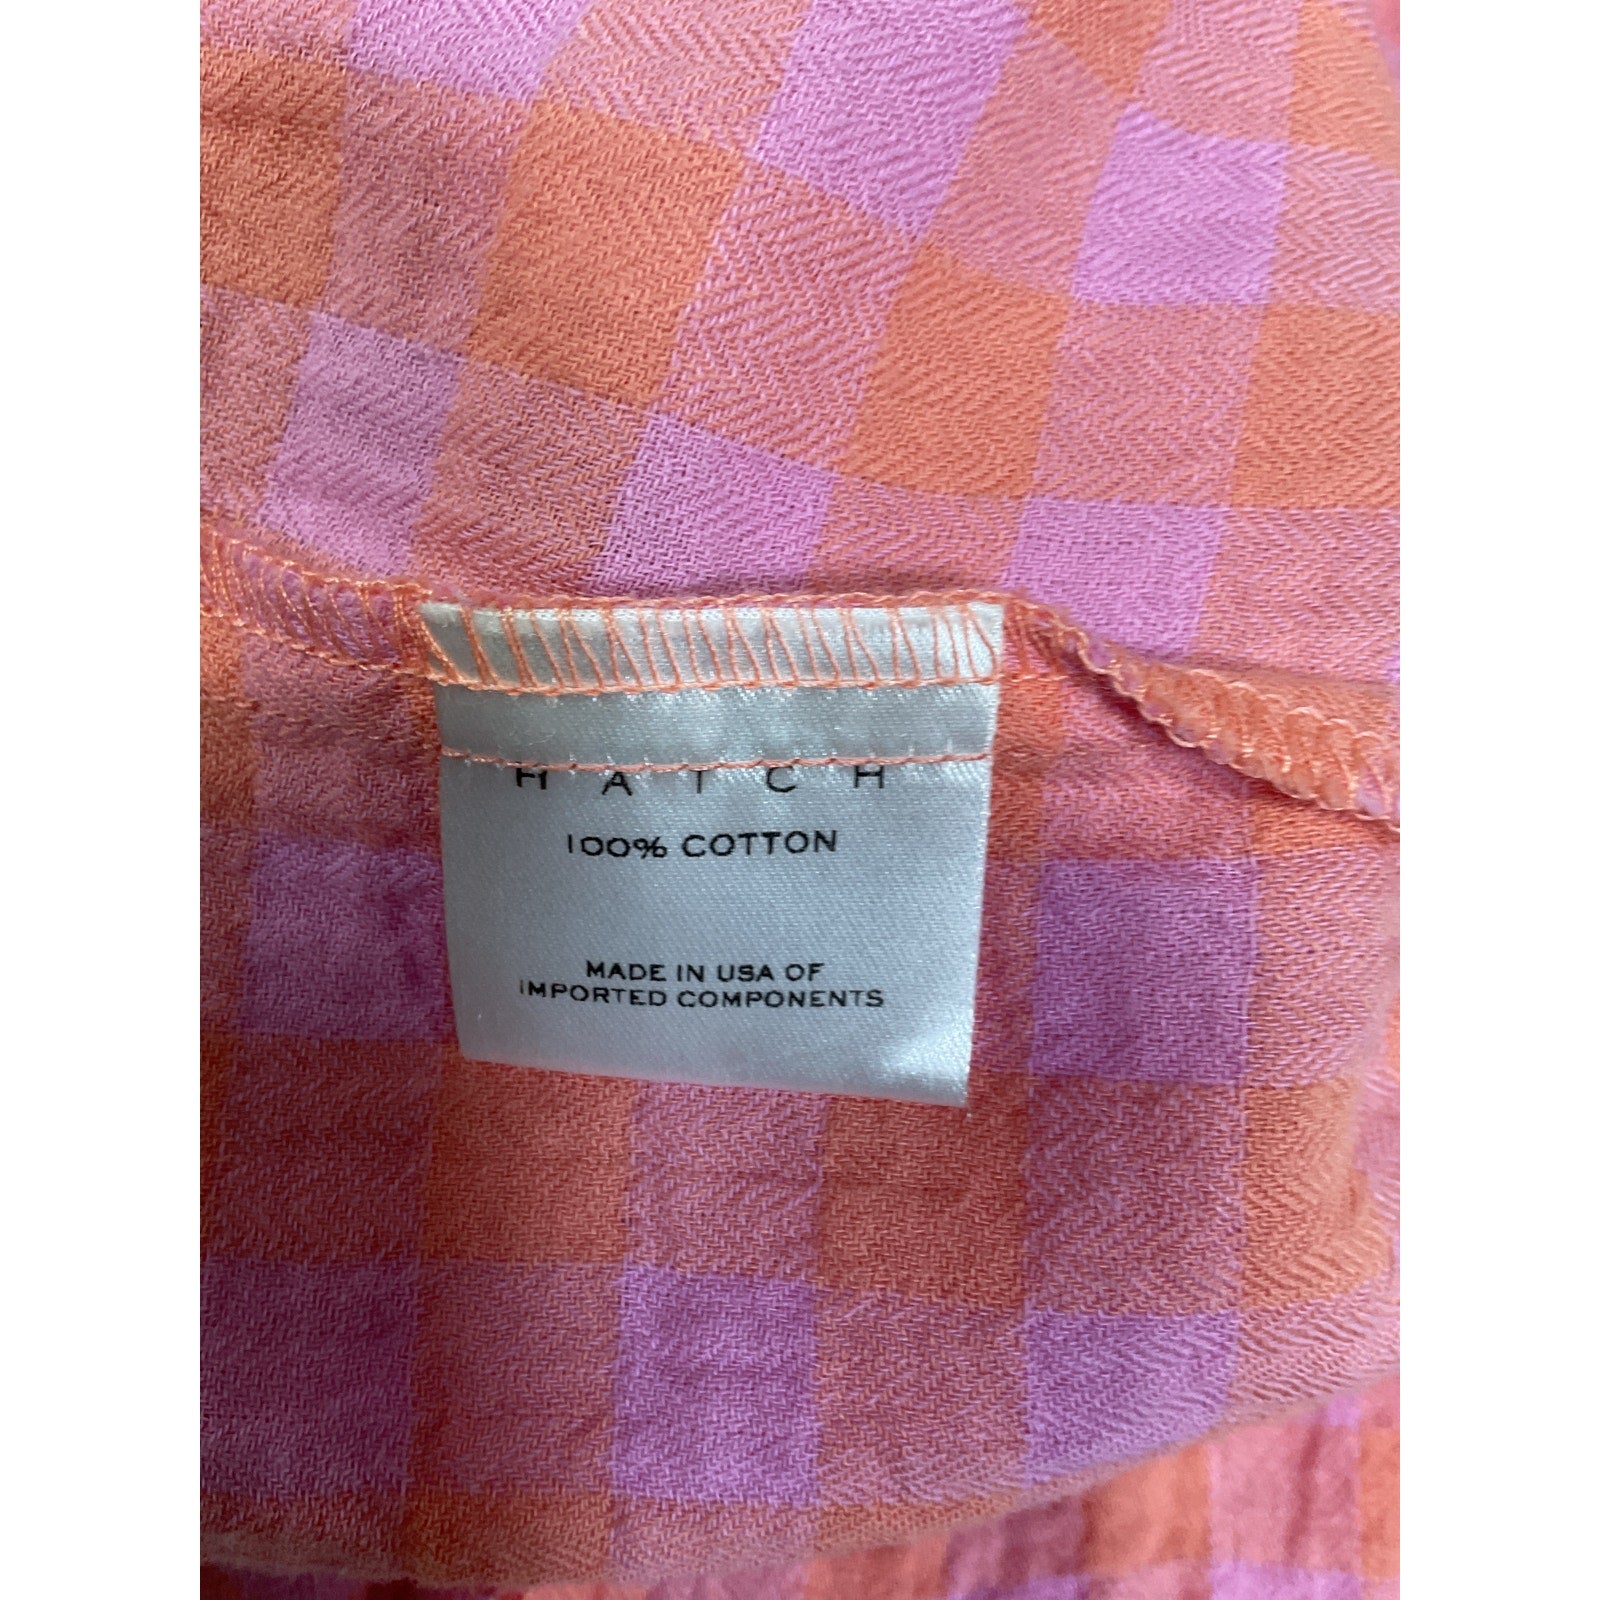 HATCH
100% COTTON
MADE IN USA OF
IMPORTED COMPONENTS